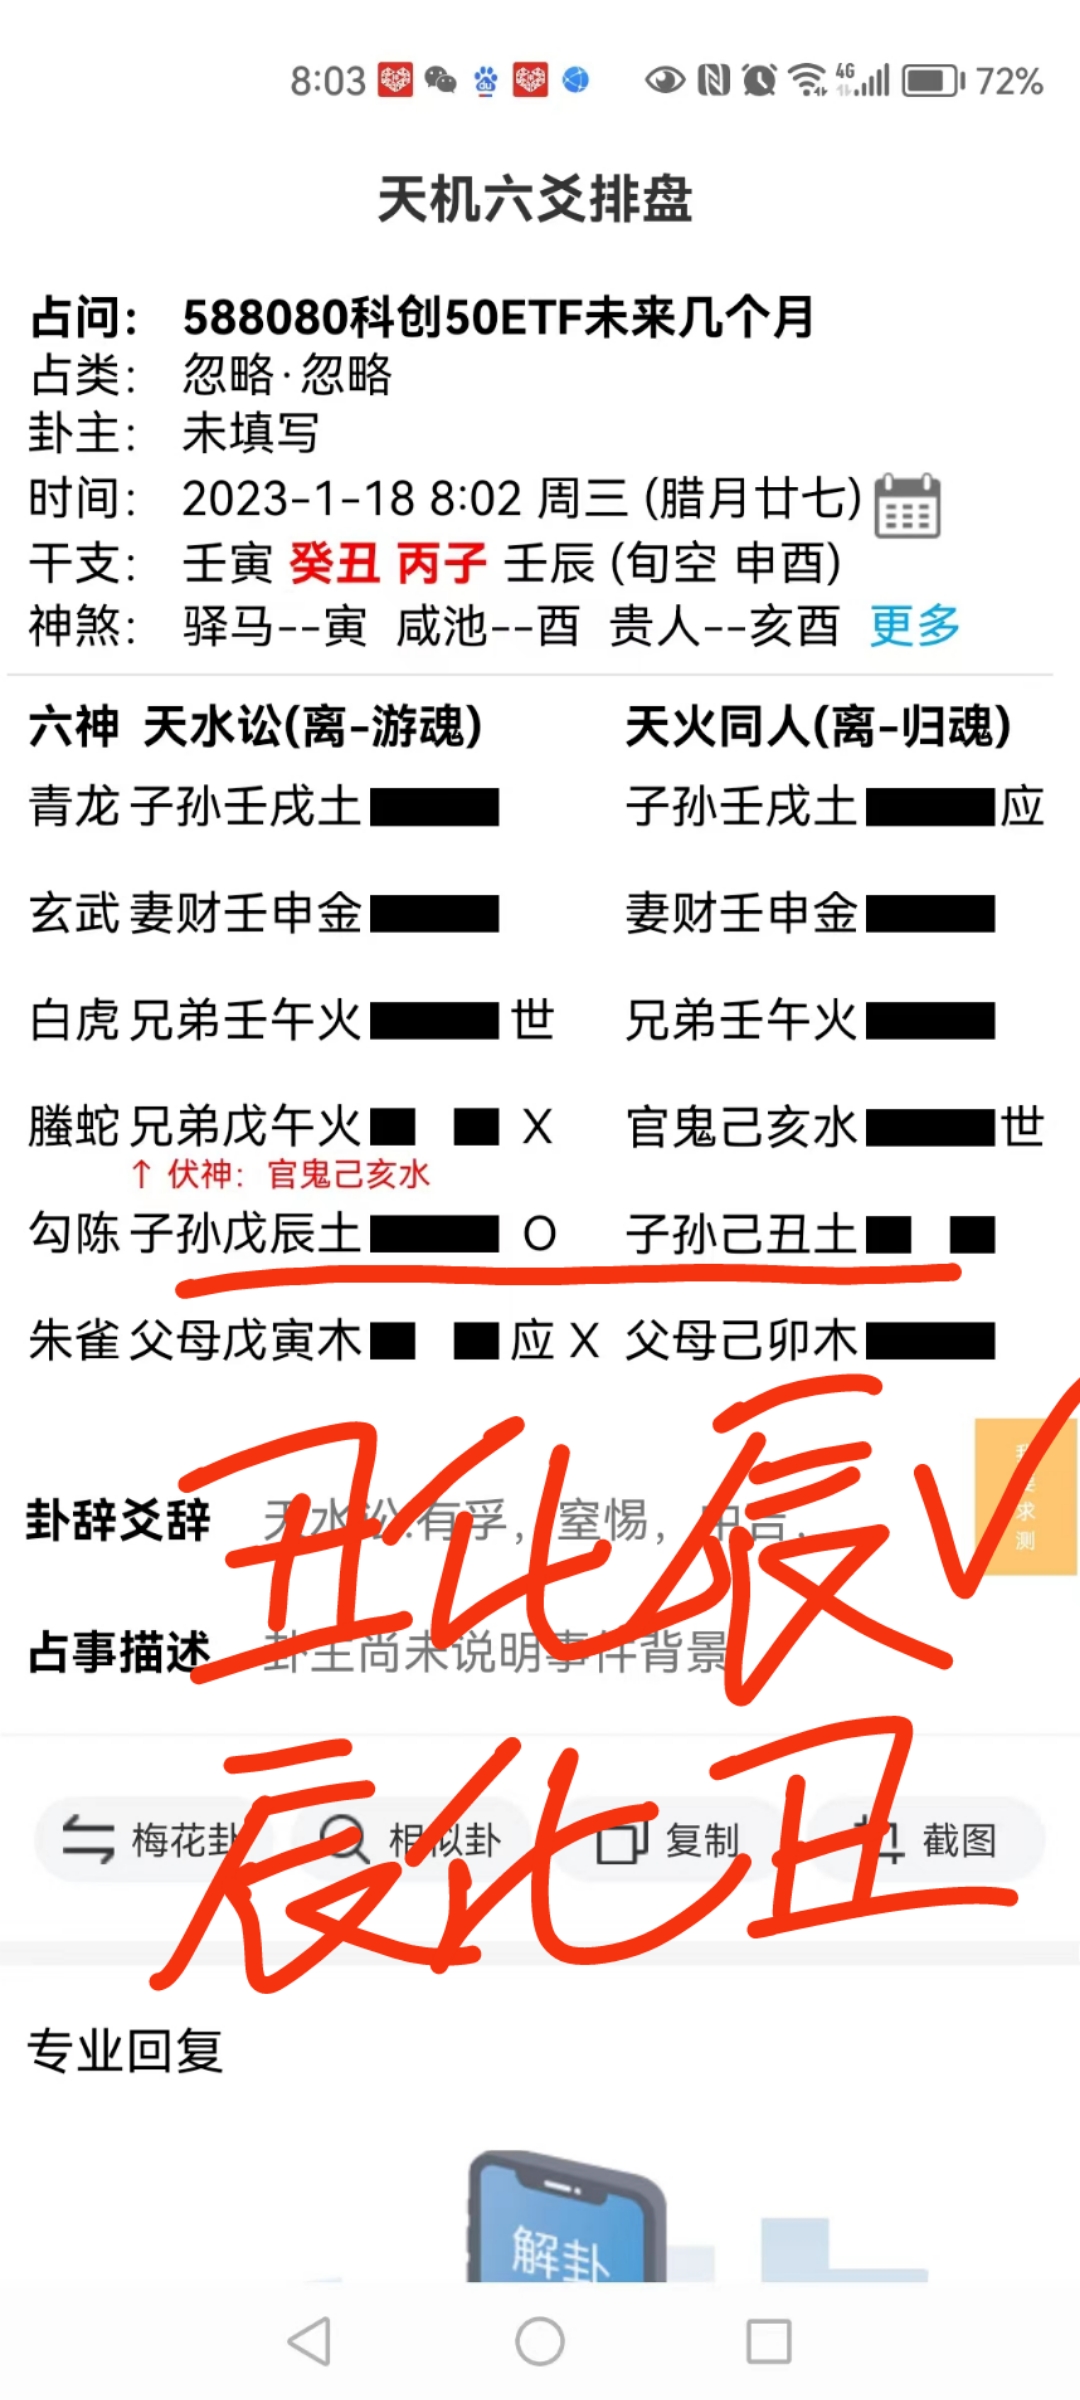 8:03 4G 72%
天机六爻排盘
占问： 588080科创50ETF未来几个月
占类： 忽略·忽略
卦主： 未填写
时间： 2023-1-18 8:02 周三 (腊月廿七)
干支： 壬寅 癸丑 丙子 壬辰 (旬空 申酉)
神煞： 驿马--寅 咸池--酉 贵人--亥酉 更多
六神 天水讼(离-游魂) 天火同人(离-归魂)
青龙 子孙壬戌土 子孙壬戌土 应
玄武 妻财壬申金 妻财壬申金
白虎 兄弟壬午火 世 兄弟壬午火
螣蛇 兄弟戊午火 X 官鬼己亥水 世
↑ 伏神： 官鬼己亥水
勾陈 子孙戊辰土 O 子孙己丑土
朱雀 父母戊寅木 应 X 父母己卯木
丑化辰✓
卦辞爻辞 天水讼:有孚，窒惕，中吉.
求测
占事描述 卦主尚未说明事件背景
辰化丑
梅花卦 相似卦 复制 截图
专业回复
解卦